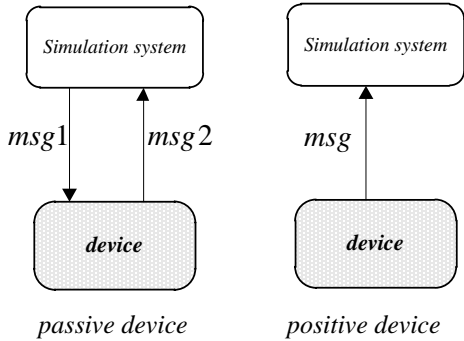 Simulation system
Simulation system
msg1
msg2
msg
device
device
passive device
positive device